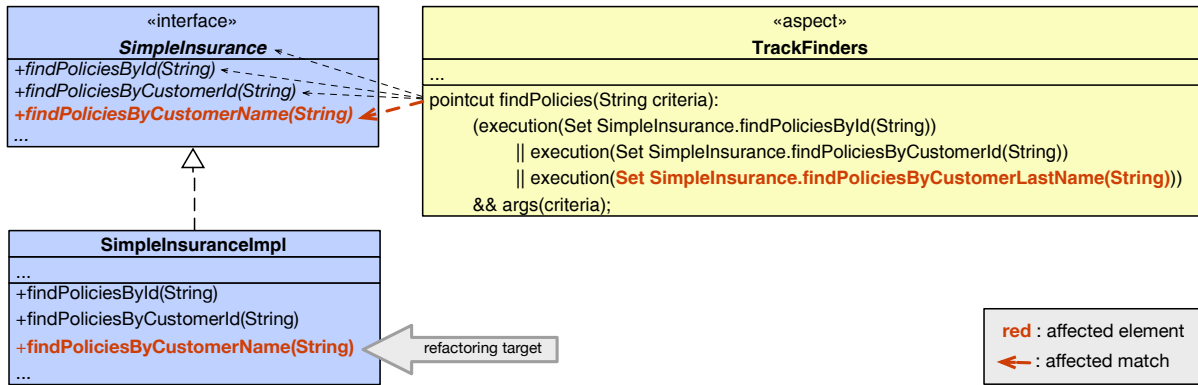 «interface»
SimpleInsurance
+findPoliciesById(String)
+findPoliciesByCustomerId(String)
+findPoliciesByCustomerName(String)
...
«aspect»
TrackFinders
...
pointcut findPolicies(String criteria):
(execution(Set SimpleInsurance.findPoliciesById(String))
|| execution(Set SimpleInsurance.findPoliciesByCustomerId(String))
|| execution(Set SimpleInsurance.findPoliciesByCustomerLastName(String)))
&& args(criteria);
SimpleInsuranceImpl
...
+findPoliciesById(String)
+findPoliciesByCustomerId(String)
+findPoliciesByCustomerName(String)
...
refactoring target
red : affected element
: affected match